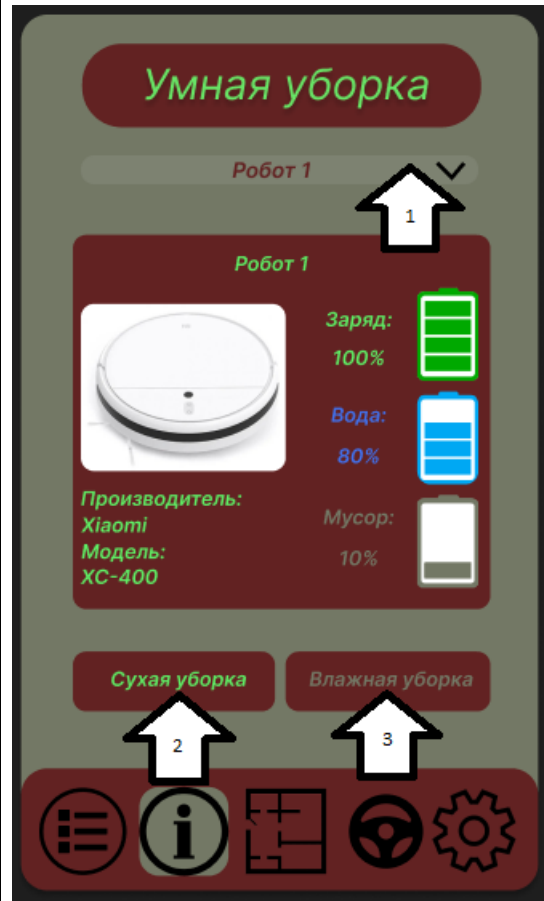 Умная уборка
Робот 1
1
Робот 1
Заряд:
100%
Вода:
80%
Производитель:
Xiaomi
Модель:
XC-400
Мусор:
10%
Сухая уборка
Влажная уборка
2
3